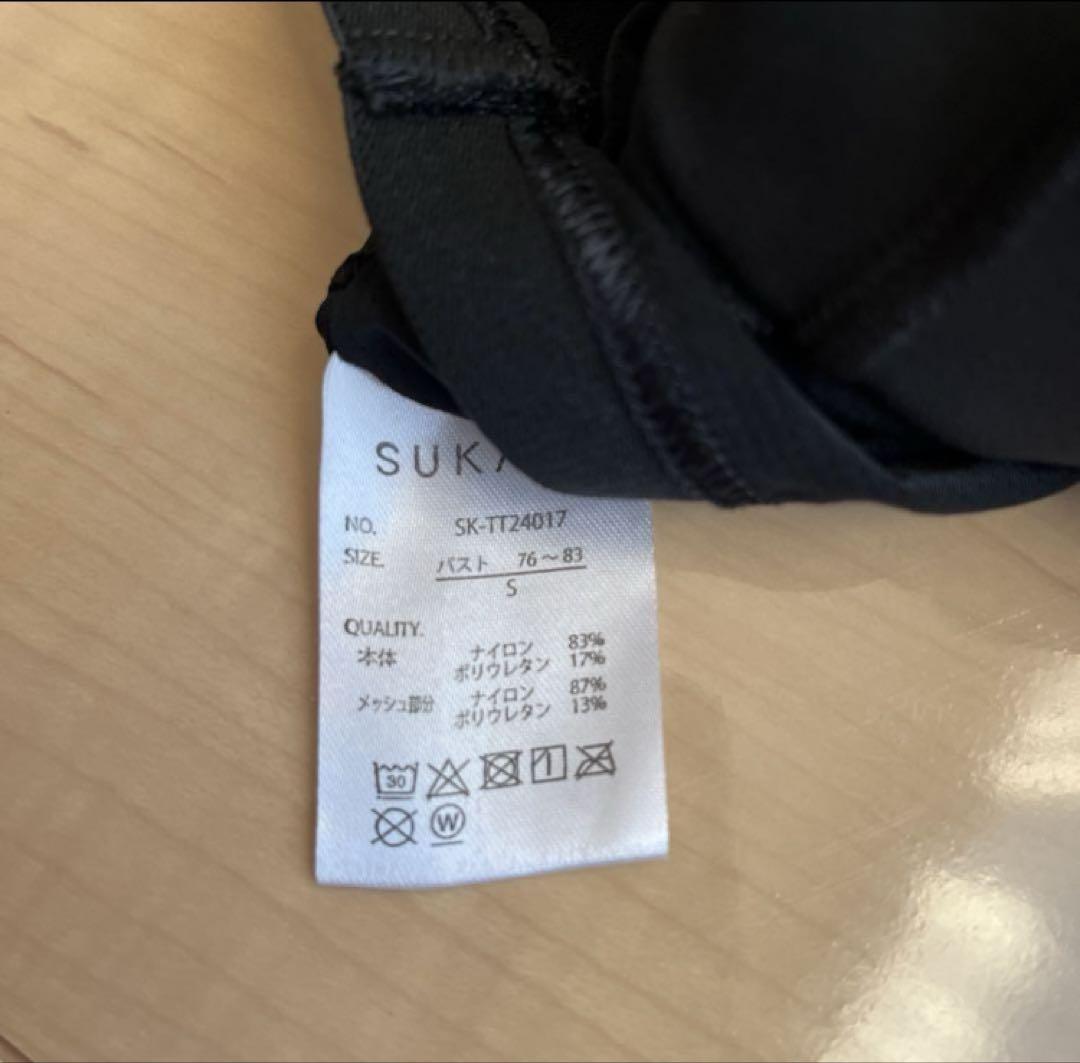 SUK
NO. SK-TT24017
SIZE. バスト 76～83
S
QUALITY.
本体 ナイロン 83%
ポリウレタン 17%
メッシュ部分 ナイロン 87%
ポリウレタン 13%
30
W